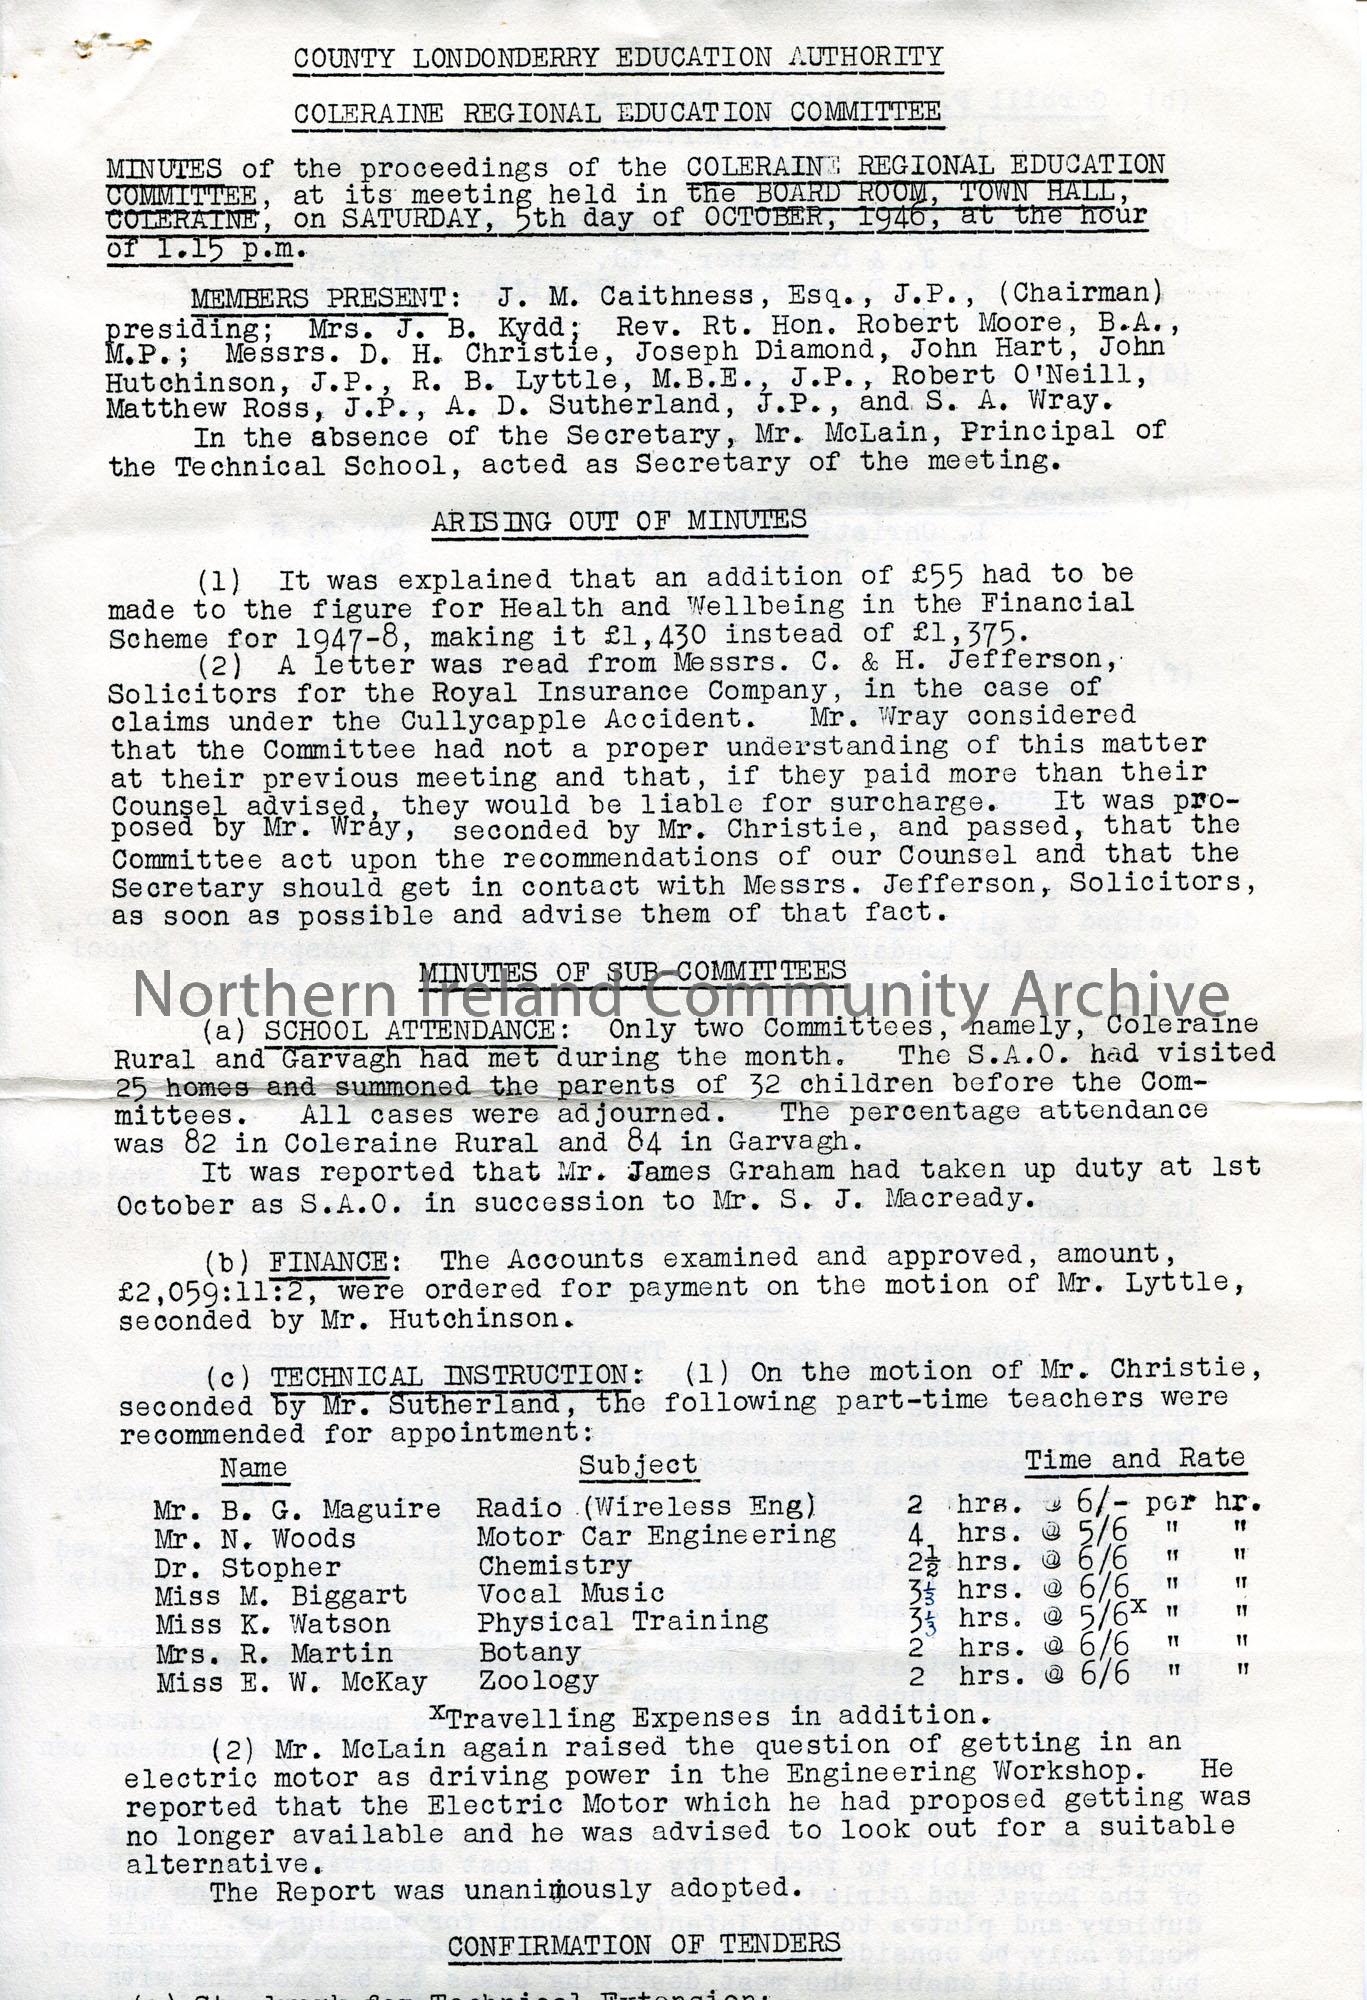 COUNTY LONDONDERRY EDUCATION AUTHORITY
COLERAINE REGIONAL EDUCATION COMMITTEE
MINUTES of the proceedings of the COLERAINE REGIONAL EDUCATION
COMMITTEE, at its meeting held in the BOARD ROOM, TOWN HALL,
COLERAINE, on SATURDAY, 5th day of OCTOBER, 1946, at the hour
of 1.15 p.m.
MEMBERS PRESENT: J. M. Caithness, Esq., J.P., (Chairman)
presiding; Mrs. J. B. Kydd; Rev. Rt. Hon. Robert Moore, B.A.,
M.P.; Messrs. D. H. Christie, Joseph Diamond, John Hart, John
Hutchinson, J.P., R. B. Lyttle, M.B.E., J.P., Robert O'Neill,
Matthew Ross, J.P., A. D. Sutherland, J.P., and S. A. Wray.
In the absence of the Secretary, Mr. McLain, Principal of
the Technical School, acted as Secretary of the meeting.
ARISING OUT OF MINUTES
(1) It was explained that an addition of £55 had to be
made to the figure for Health and Wellbeing in the Financial
Scheme for 1947-8, making it £1,430 instead of £1,375.
(2) A letter was read from Messrs. C. & H. Jefferson,
Solicitors for the Royal Insurance Company, in the case of
claims under the Cullycapple Accident. Mr. Wray considered
that the Committee had not a proper understanding of this matter
at their previous meeting and that, if they paid more than their
Counsel advised, they would be liable for surcharge. It was pro-
posed by Mr. Wray, seconded by Mr. Christie, and passed, that the
Committee act upon the recommendations of our Counsel and that the
Secretary should get in contact with Messrs. Jefferson, Solicitors,
as soon as possible and advise them of that fact.
MINUTES OF SUB-COMMITTEES
Northern Ireland Community Archive
(a) SCHOOL ATTENDANCE: Only two Committees, namely, Coleraine
Rural and Garvagh had met during the month. The S.A.O. had visited
25 homes and summoned the parents of 32 children before the Com-
mittees. All cases were adjourned. The percentage attendance
was 82 in Coleraine Rural and 84 in Garvagh.
It was reported that Mr. James Graham had taken up duty at 1st
October as S.A.O. in succession to Mr. S. J. Macready.
(b) FINANCE: The Accounts examined and approved, amount,
£2,059:11:2, were ordered for payment on the motion of Mr. Lyttle,
seconded by Mr. Hutchinson.
(c) TECHNICAL INSTRUCTION: (1) On the motion of Mr. Christie,
seconded by Mr. Sutherland, the following part-time teachers were
recommended for appointment:
Name Subject Time and Rate
Mr. B. G. Maguire Radio (Wireless Eng) 2 hrs. @ 6/- per hr.
Mr. N. Woods Motor Car Engineering 4 hrs. @ 5/6 " "
Dr. Stopher Chemistry 2½ hrs. @ 6/6 " "
Miss M. Biggart Vocal Music 3⅓ hrs. @ 6/6 " "
Miss K. Watson Physical Training 3⅓ hrs. @ 5/6x " "
Mrs. R. Martin Botany 2 hrs. @ 6/6 " "
Miss E. W. McKay Zoology 2 hrs. @ 6/6 " "
xTravelling Expenses in addition.
(2) Mr. McLain again raised the question of getting in an
electric motor as driving power in the Engineering Workshop. He
reported that the Electric Motor which he had proposed getting was
no longer available and he was advised to look out for a suitable
alternative.
The Report was unanimously adopted.
CONFIRMATION OF TENDERS